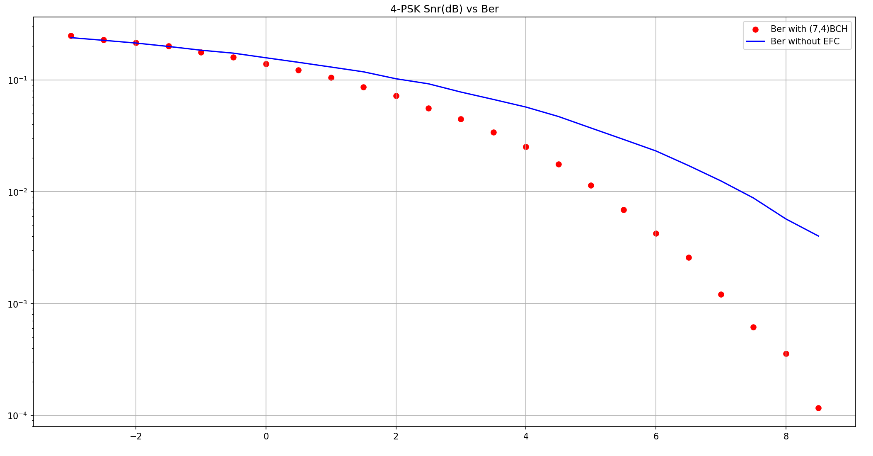 4-PSK Snr(dB) vs Ber
Ber with (7,4)BCH
Ber without EFC
10⁻¹
10⁻²
10⁻³
10⁻⁴
−2 0 2 4 6 8